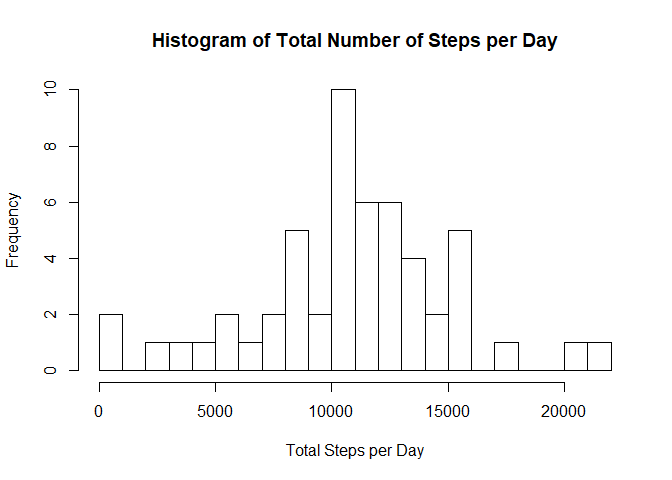 Histogram of Total Number of Steps per Day
Frequency
10
8
6
4
2
0
0 5000 10000 15000 20000
Total Steps per Day